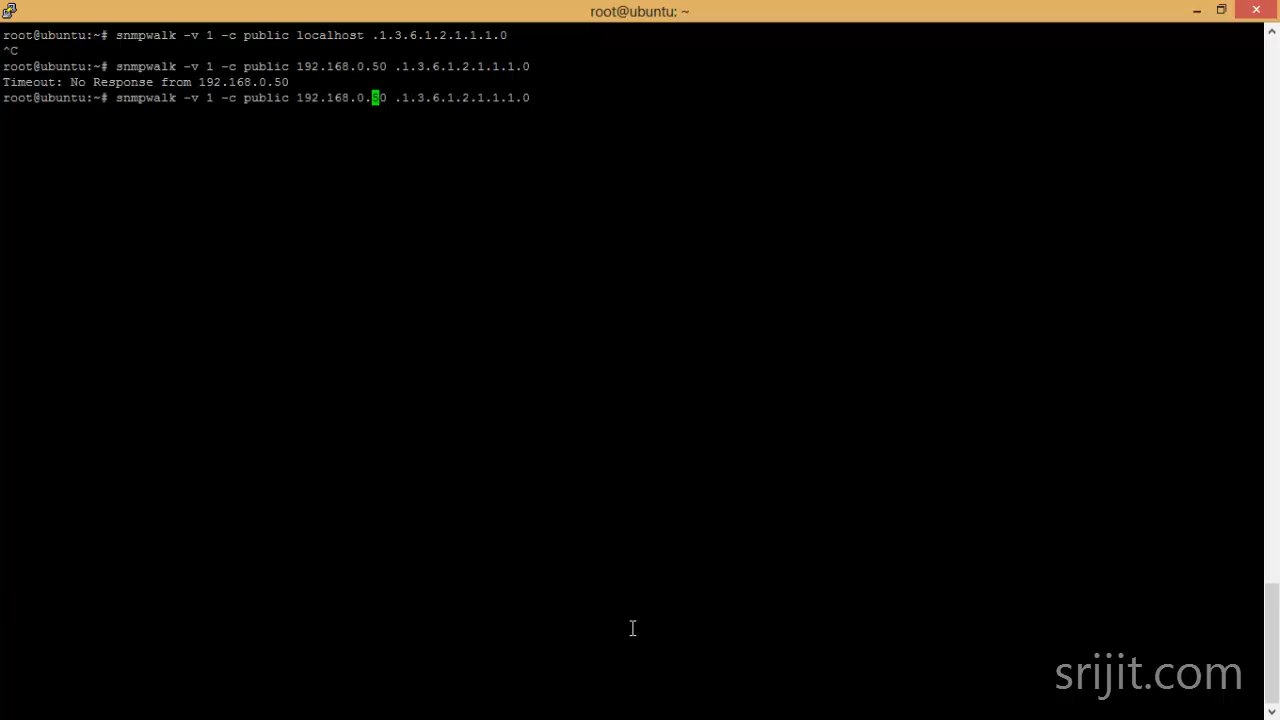 root@ubuntu: ~
root@ubuntu:~# snmpwalk -v 1 -c public localhost .1.3.6.1.2.1.1.1.0
^C
root@ubuntu:~# snmpwalk -v 1 -c public 192.168.0.50 .1.3.6.1.2.1.1.1.0
Timeout: No Response from 192.168.0.50
root@ubuntu:~# snmpwalk -v 1 -c public 192.168.0.50 .1.3.6.1.2.1.1.1.0
srijit.com